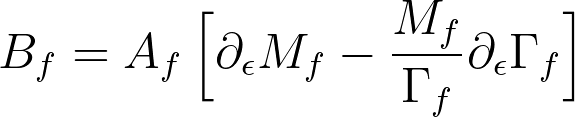 B_f = A_f \left[ \partial_\epsilon M_f - \frac{M_f}{\Gamma_f} \partial_\epsilon \Gamma_f \right]